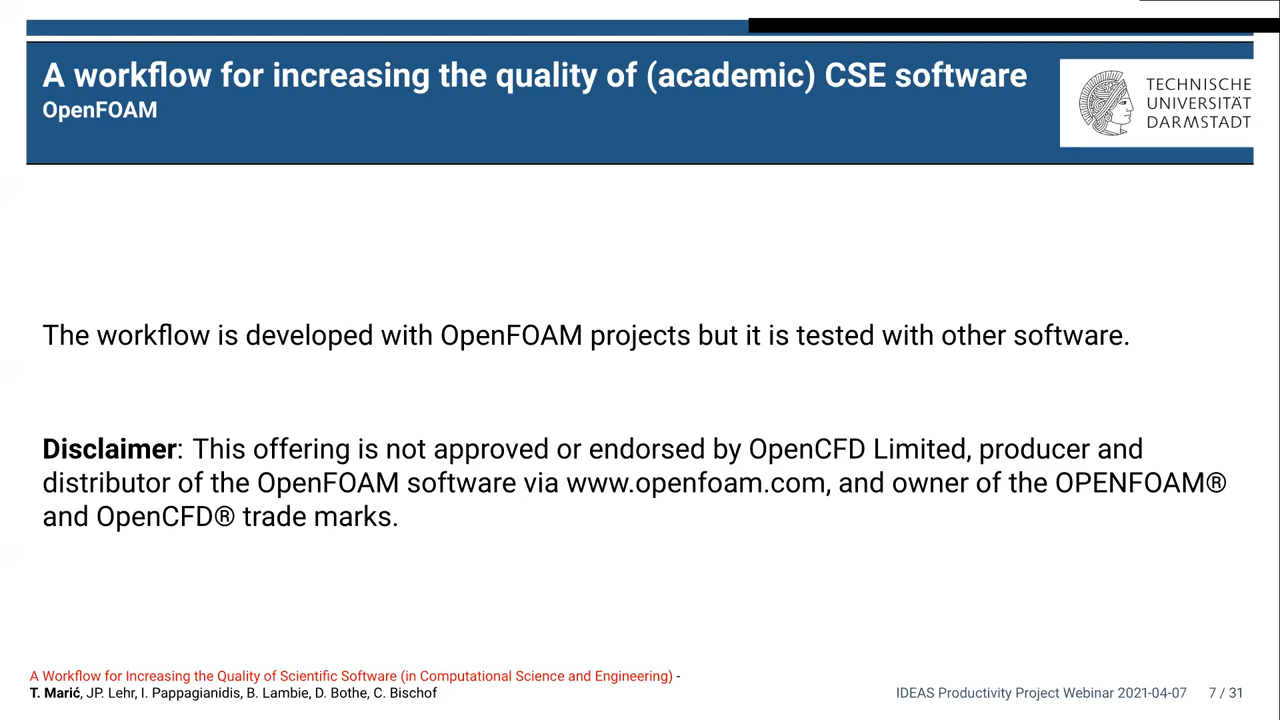 A workflow for increasing the quality of (academic) CSE software
OpenFOAM
TECHNISCHE
UNIVERSITÄT
DARMSTADT
The workflow is developed with OpenFOAM projects but it is tested with other software.
Disclaimer: This offering is not approved or endorsed by OpenCFD Limited, producer and
distributor of the OpenFOAM software via www.openfoam.com, and owner of the OPENFOAM®
and OpenCFD® trade marks.
A Workflow for Increasing the Quality of Scientific Software (in Computational Science and Engineering) -
T. Marić, JP. Lehr, I. Pappagianidis, B. Lambie, D. Bothe, C. Bischof
IDEAS Productivity Project Webinar 2021-04-07 7 / 31